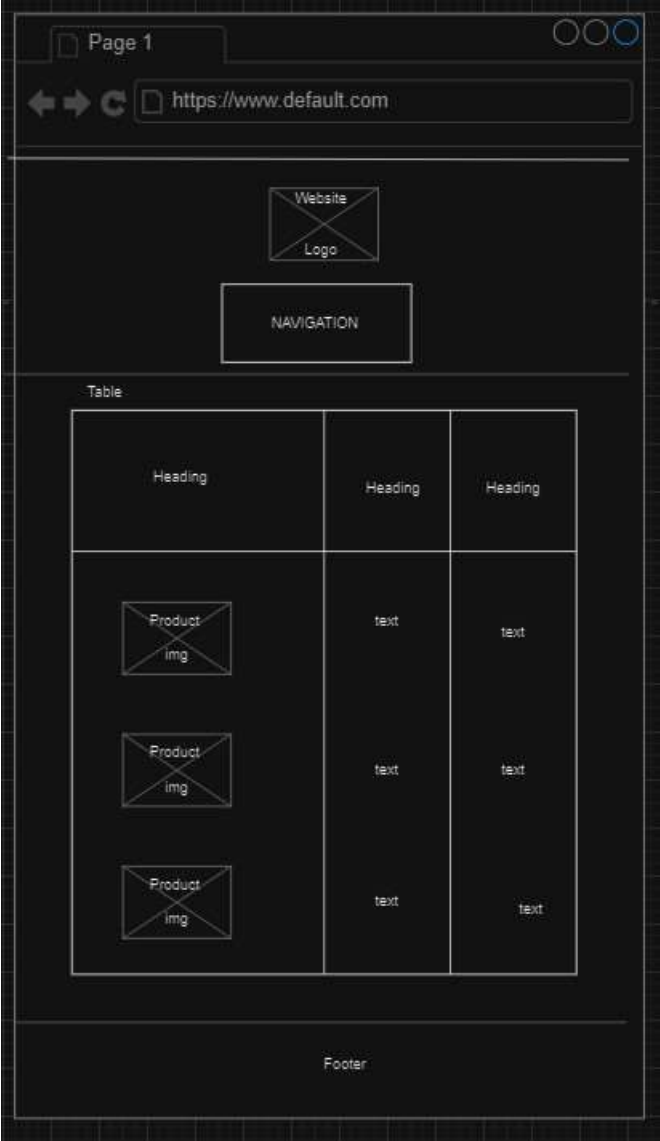 Page 1
https://www.default.com
Website
Logo
NAVIGATION
Table
Heading
Heading
Heading
Product
img
text
text
Product
img
text
text
Product
img
text
text
Footer